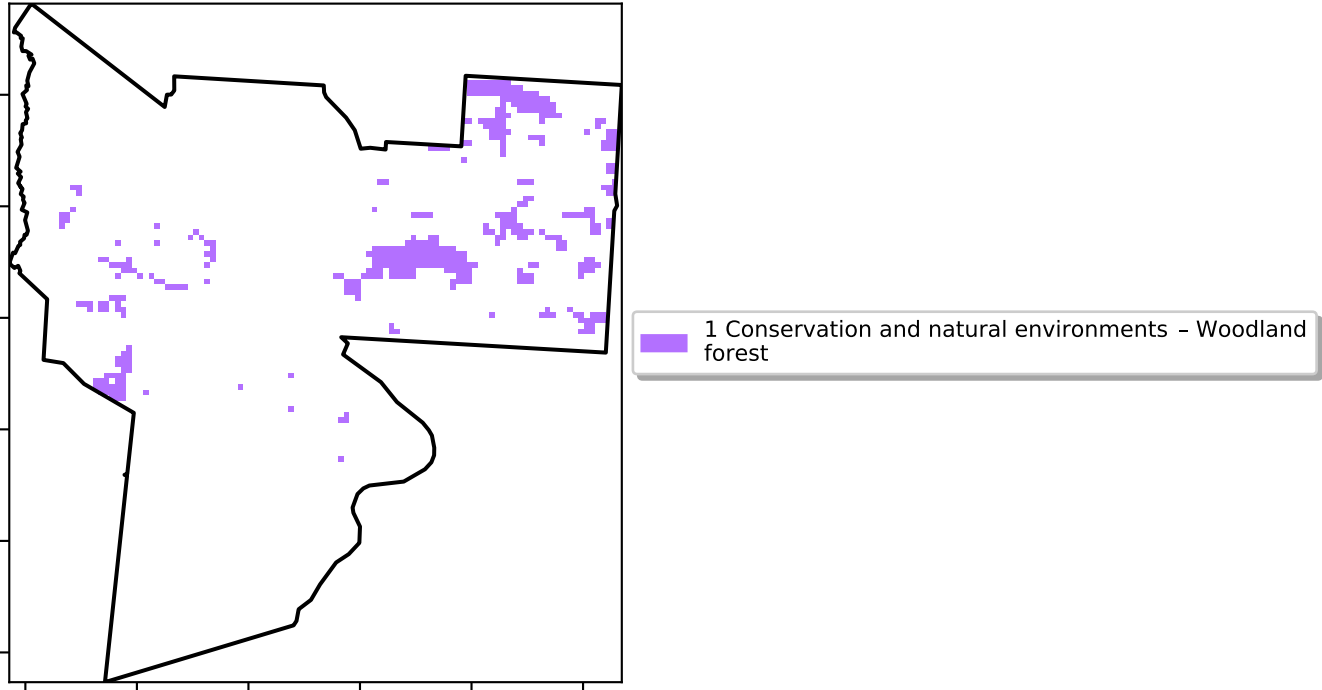 1 Conservation and natural environments – Woodland
forest